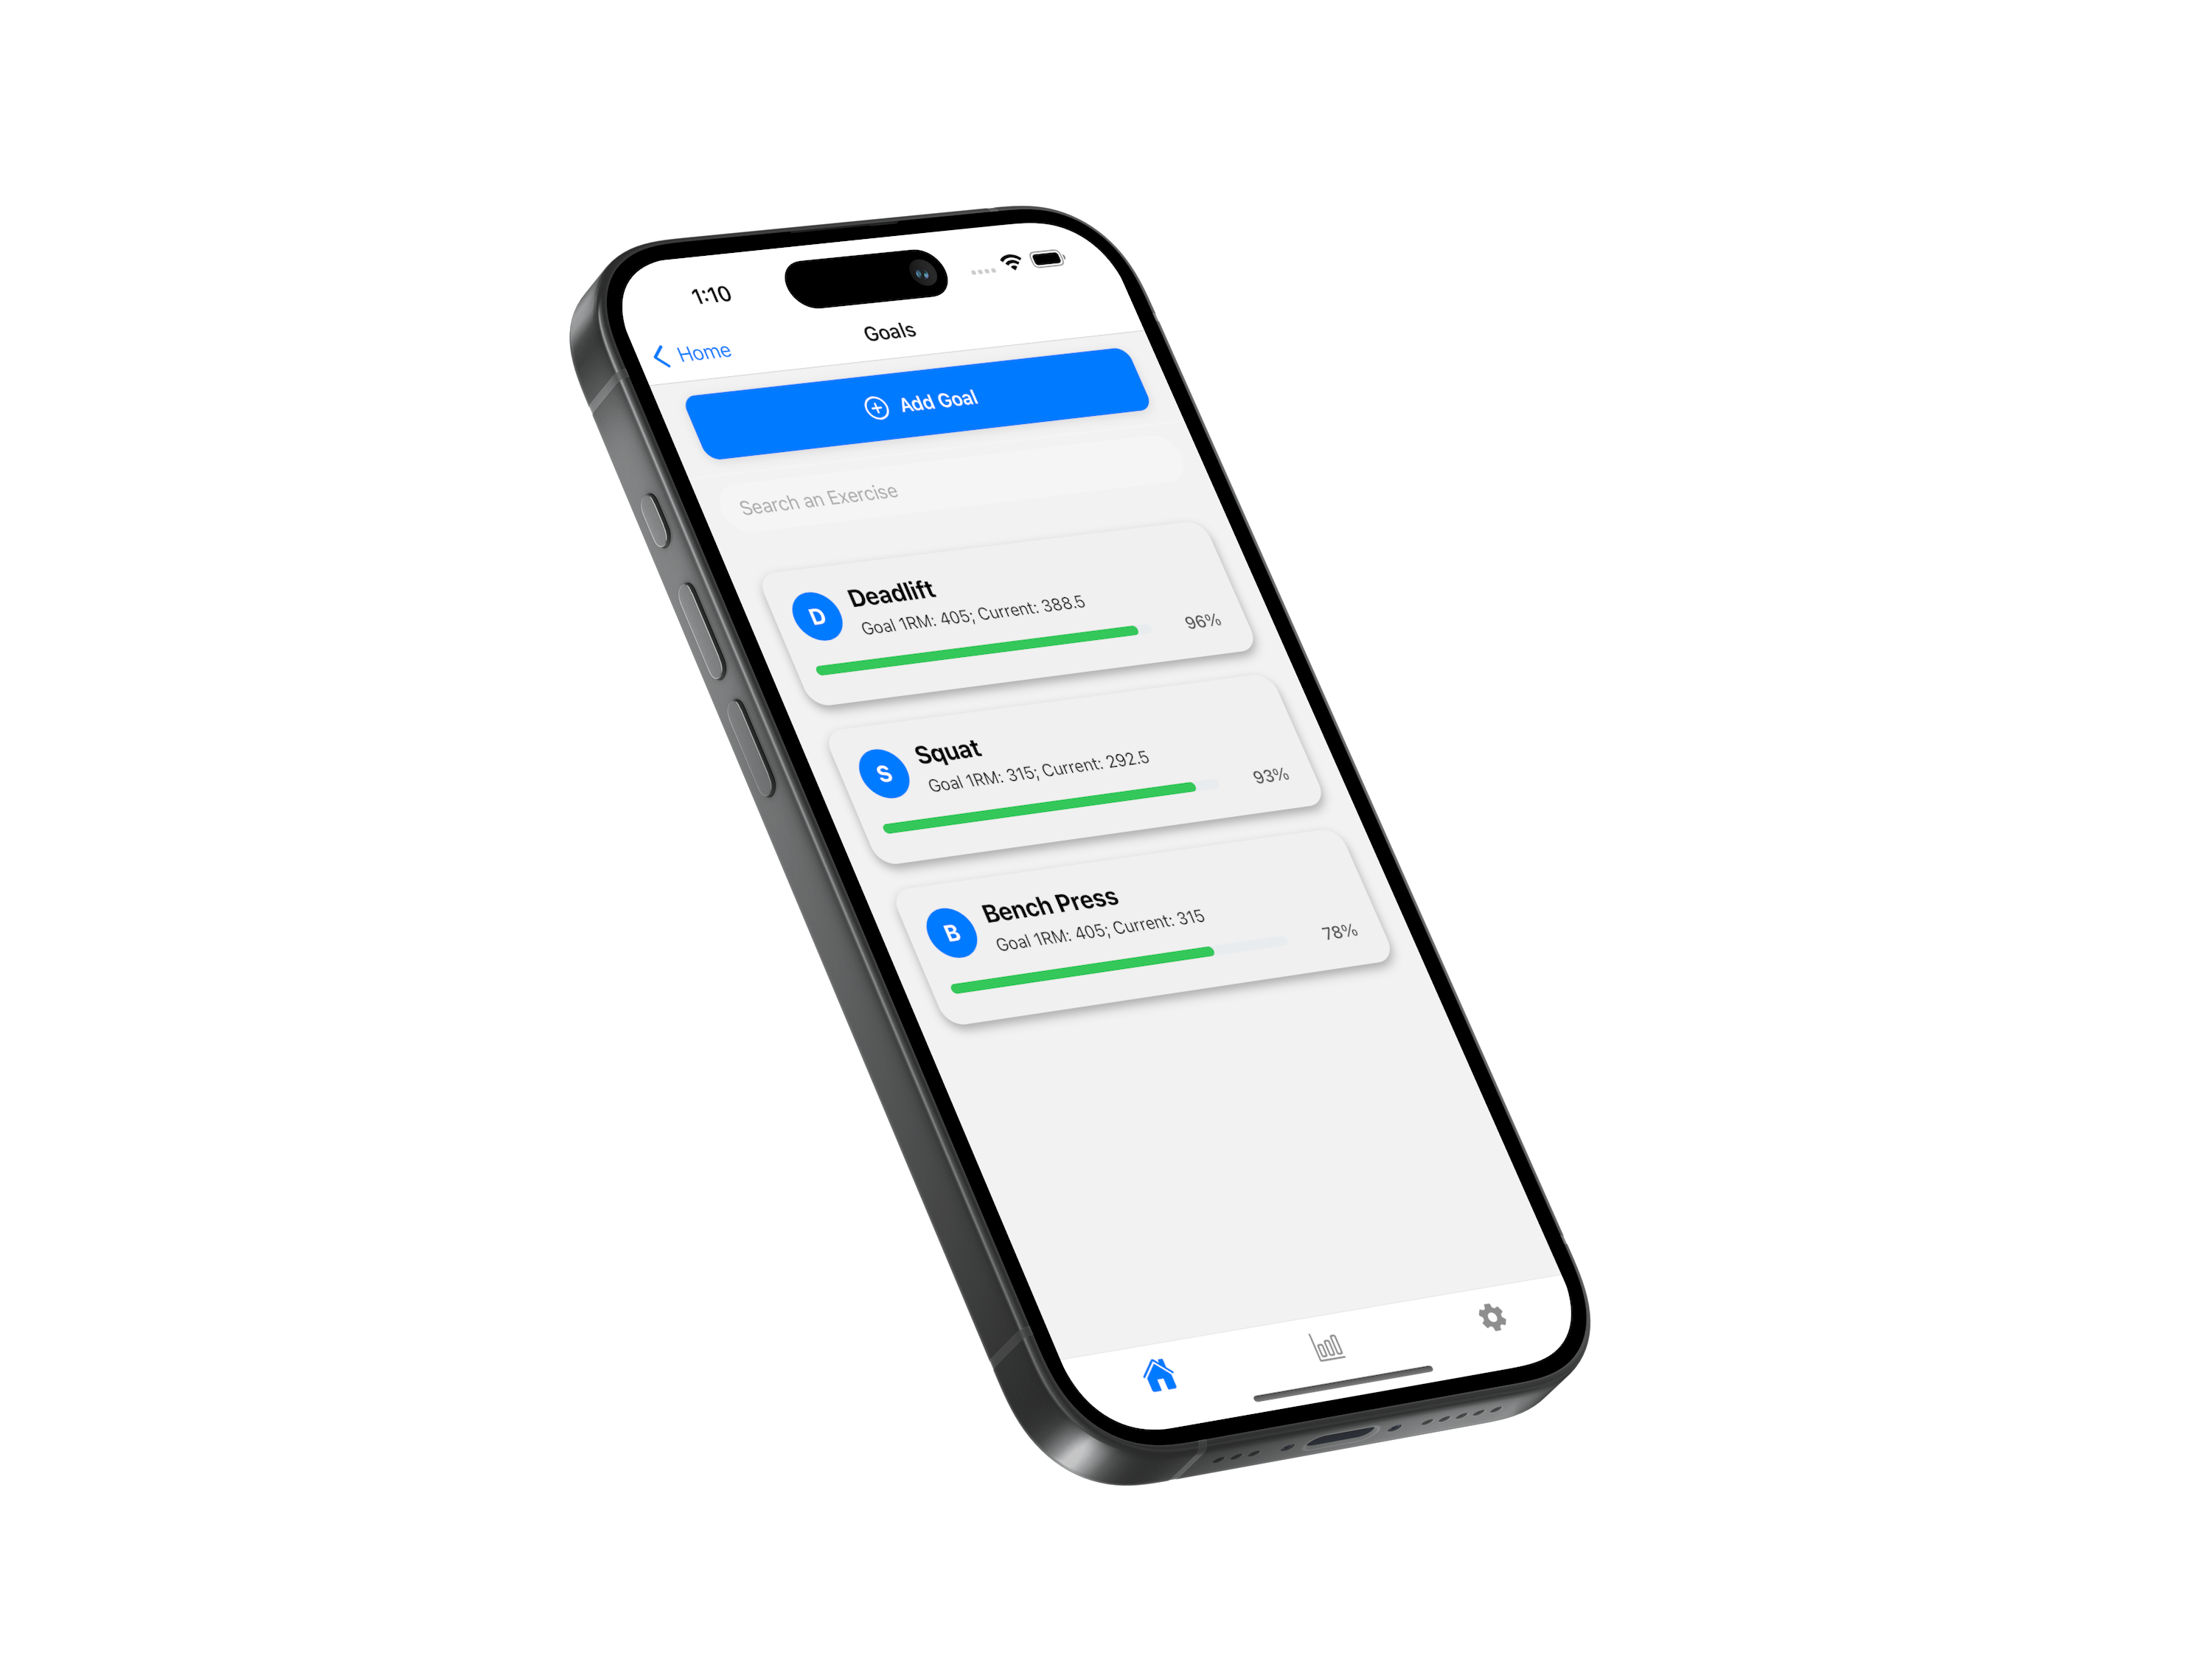 1:10
Home
Goals
Add Goal
Search an Exercise
D
Deadlift
Goal 1RM: 405; Current: 388.5
96%
S
Squat
Goal 1RM: 315; Current: 292.5
93%
B
Bench Press
Goal 1RM: 405; Current: 315
78%